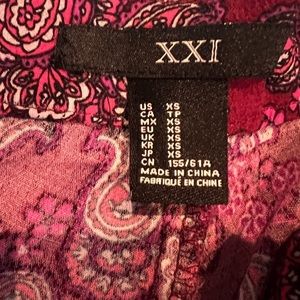 XXI
US XS
CA TP
MX XS
EU XS
UK XS
KR XS
JP XS
CN 155/61A
MADE IN CHINA
FABRIQUÉ EN CHINE